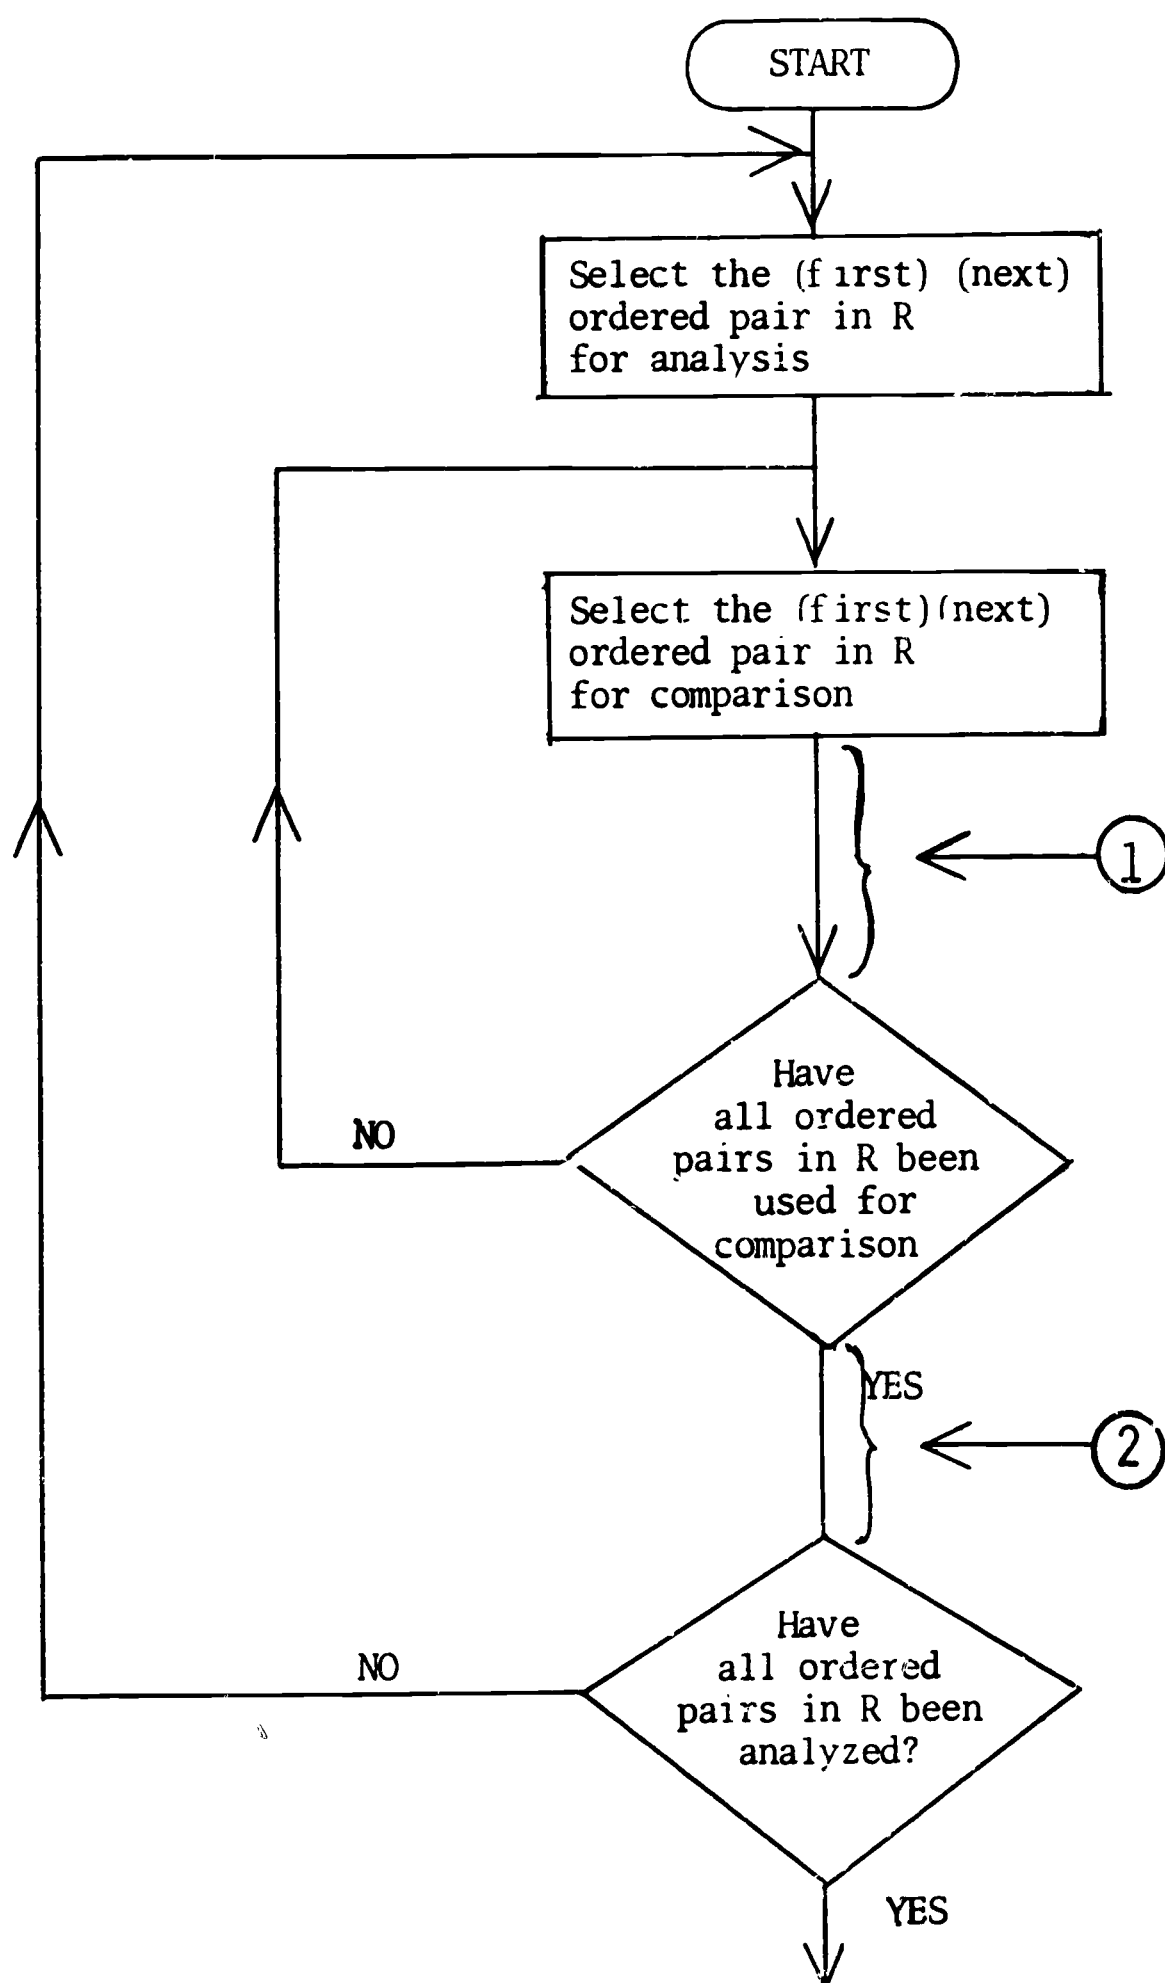 START
Select the (first) (next)
ordered pair in R
for analysis
Select the (first)(next)
ordered pair in R
for comparison
1
Have
all ordered
pairs in R been
used for
comparison
NO
YES
2
Have
all ordered
pairs in R been
analyzed?
NO
YES